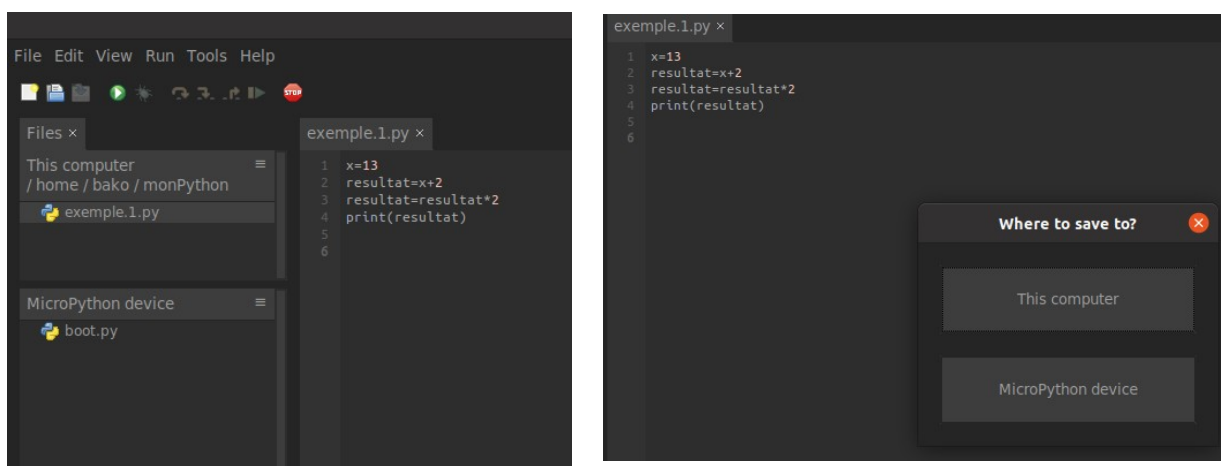 File Edit View Run Tools Help
STOP
Files ×
This computer
/ home / bako / monPython
exemple.1.py
MicroPython device
boot.py
exemple.1.py ×
1 x=13
2 resultat=x+2
3 resultat=resultat*2
4 print(resultat)
5
6
exemple.1.py ×
1 x=13
2 resultat=x+2
3 resultat=resultat*2
4 print(resultat)
5
6
Where to save to?
This computer
MicroPython device